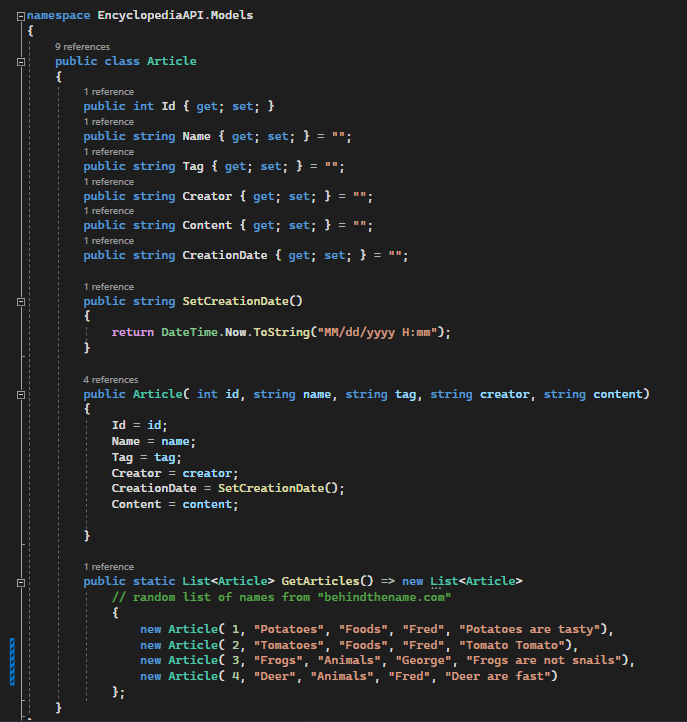 namespace EncyclopediaAPI.Models
{
9 references
public class Article
{
1 reference
public int Id { get; set; }
1 reference
public string Name { get; set; } = "";
1 reference
public string Tag { get; set; } = "";
1 reference
public string Creator { get; set; } = "";
1 reference
public string Content { get; set; } = "";
1 reference
public string CreationDate { get; set; } = "";
1 reference
public string SetCreationDate()
{
return DateTime.Now.ToString("MM/dd/yyyy H:mm");
}
4 references
public Article( int id, string name, string tag, string creator, string content)
{
Id = id;
Name = name;
Tag = tag;
Creator = creator;
CreationDate = SetCreationDate();
Content = content;
}
1 reference
public static List<Article> GetArticles() => new List<Article>
// random list of names from "behindthename.com"
{
new Article( 1, "Potatoes", "Foods", "Fred", "Potatoes are tasty"),
new Article( 2, "Tomatoes", "Foods", "Fred", "Tomato Tomato"),
new Article( 3, "Frogs", "Animals", "George", "Frogs are not snails"),
new Article( 4, "Deer", "Animals", "Fred", "Deer are fast")
};
}